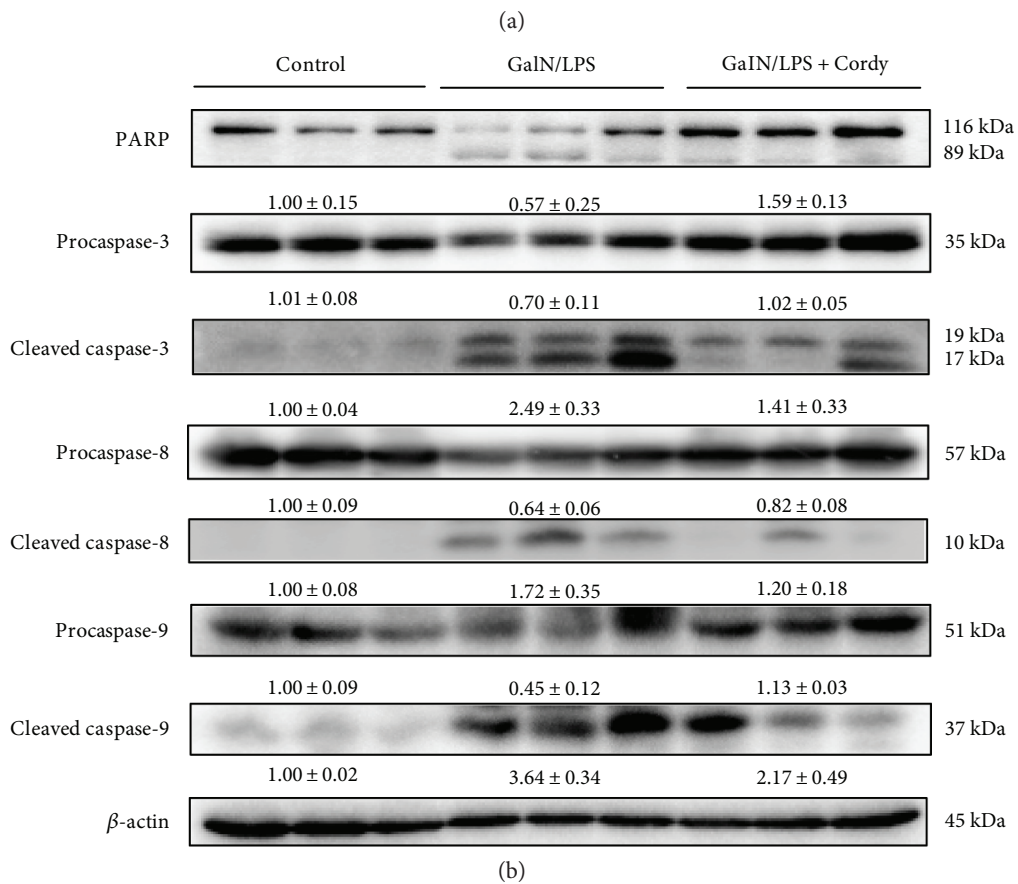 (a)
Control GalN/LPS GaIN/LPS + Cordy
PARP 116 kDa
89 kDa
1.00 ± 0.15 0.57 ± 0.25 1.59 ± 0.13
Procaspase-3 35 kDa
1.01 ± 0.08 0.70 ± 0.11 1.02 ± 0.05
Cleaved caspase-3 19 kDa
17 kDa
1.00 ± 0.04 2.49 ± 0.33 1.41 ± 0.33
Procaspase-8 57 kDa
1.00 ± 0.09 0.64 ± 0.06 0.82 ± 0.08
Cleaved caspase-8 10 kDa
1.00 ± 0.08 1.72 ± 0.35 1.20 ± 0.18
Procaspase-9 51 kDa
1.00 ± 0.09 0.45 ± 0.12 1.13 ± 0.03
Cleaved caspase-9 37 kDa
1.00 ± 0.02 3.64 ± 0.34 2.17 ± 0.49
β-actin 45 kDa
(b)